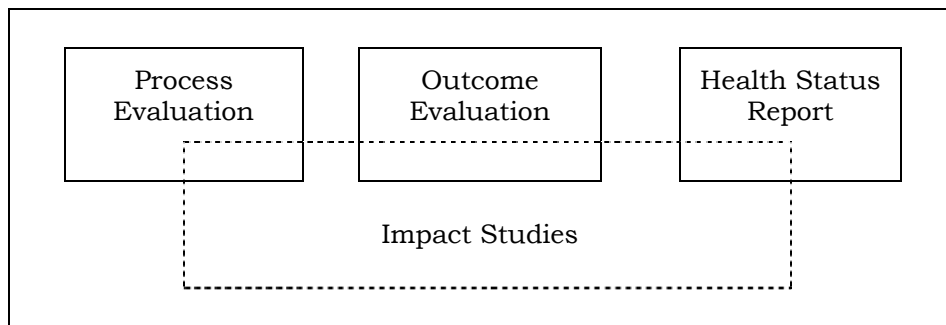 Process
Evaluation
Outcome
Evaluation
Health Status
Report
Impact Studies